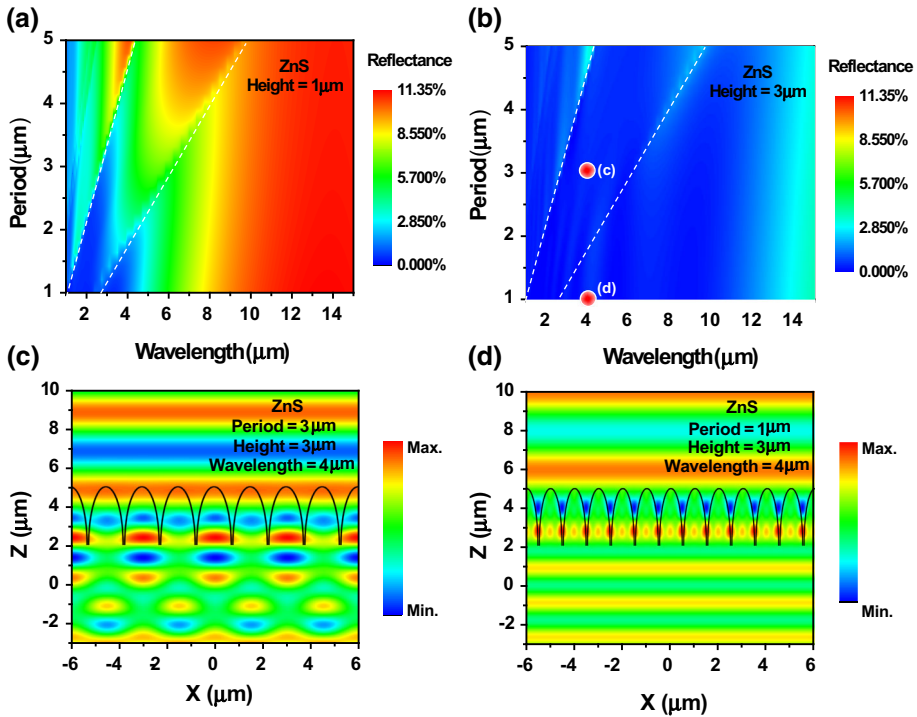 (a)
ZnS
Height = 1μm
Reflectance
11.35%
8.550%
5.700%
2.850%
0.000%
Period(μm)
5
4
3
2
1
2 4 6 8 10 12 14
Wavelength(μm)
(b)
ZnS
Height = 3μm
(c)
(d)
Reflectance
11.35%
8.550%
5.700%
2.850%
0.000%
Period(μm)
5
4
3
2
1
2 4 6 8 10 12 14
Wavelength(μm)
(c)
ZnS
Period = 3μm
Height = 3μm
Wavelength = 4μm
Max.
Min.
Z (μm)
10
8
6
4
2
0
-2
-6 -4 -2 0 2 4 6
X (μm)
(d)
ZnS
Period = 1μm
Height = 3μm
Wavelength = 4μm
Max.
Min.
Z (μm)
10
8
6
4
2
0
-2
-6 -4 -2 0 2 4 6
X (μm)